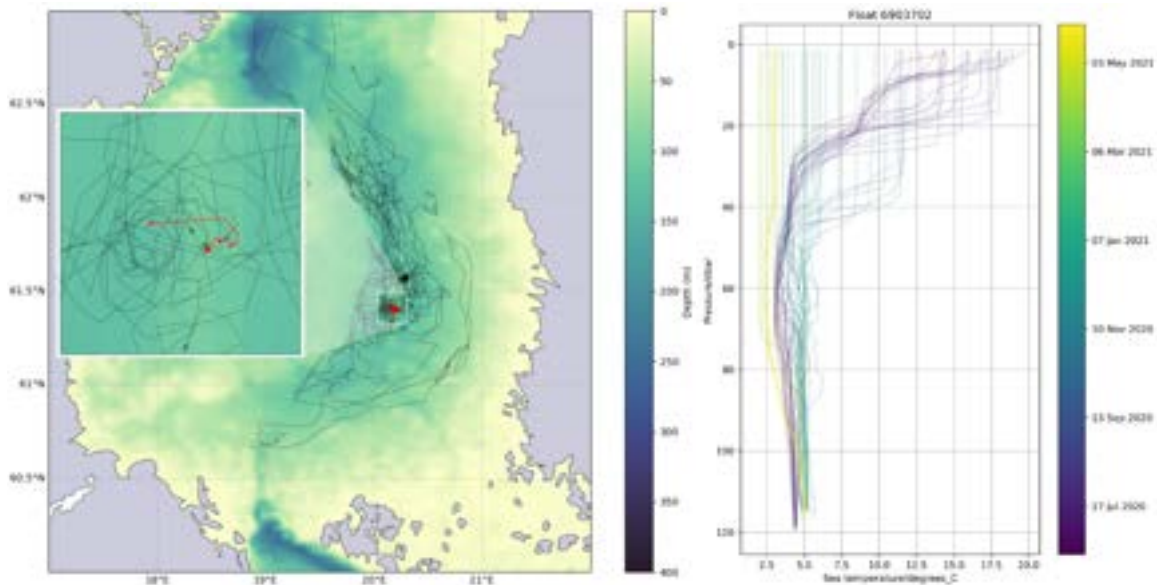 Float 6903702
62.5°N
62°N
61.5°N
61°N
60.5°N
18°E
19°E
20°E
21°E
0
50
100
150
200
250
300
350
400
Depth (m)
0
20
40
60
80
100
120
Pressure/dbar
2.5
5.0
7.5
10.0
12.5
15.0
17.5
20.0
Sea temperature/degrees_C
06 Mar 2021
07 Jan 2021
10 Nov 2020
13 Sep 2020
17 Jul 2020